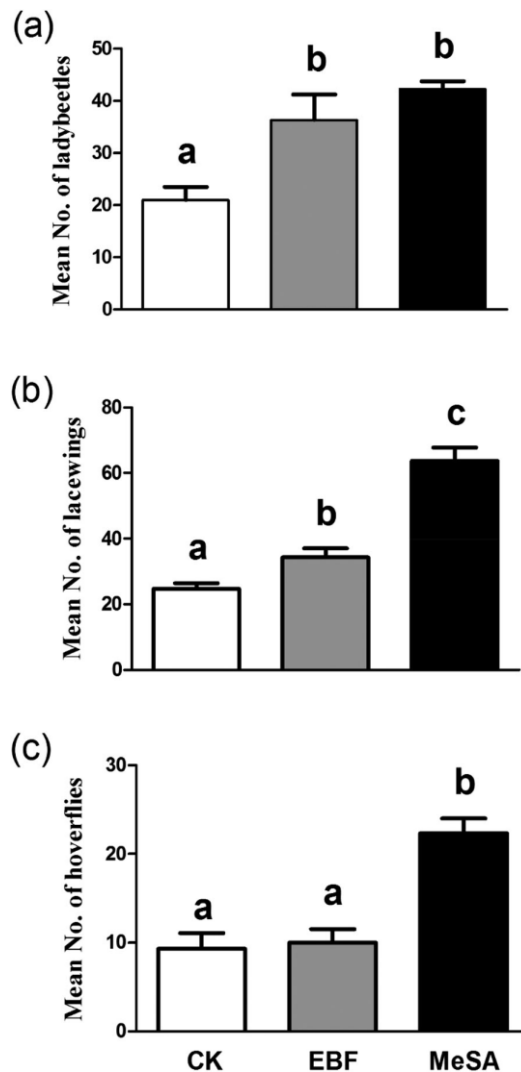 (a)
Mean No. of ladybeetles
50
40
30
20
10
0
a
b
b
(b)
Mean No. of lacewings
80
60
40
20
0
a
b
c
(c)
Mean No. of hoverflies
30
20
10
0
a
a
b
CK EBF MeSA